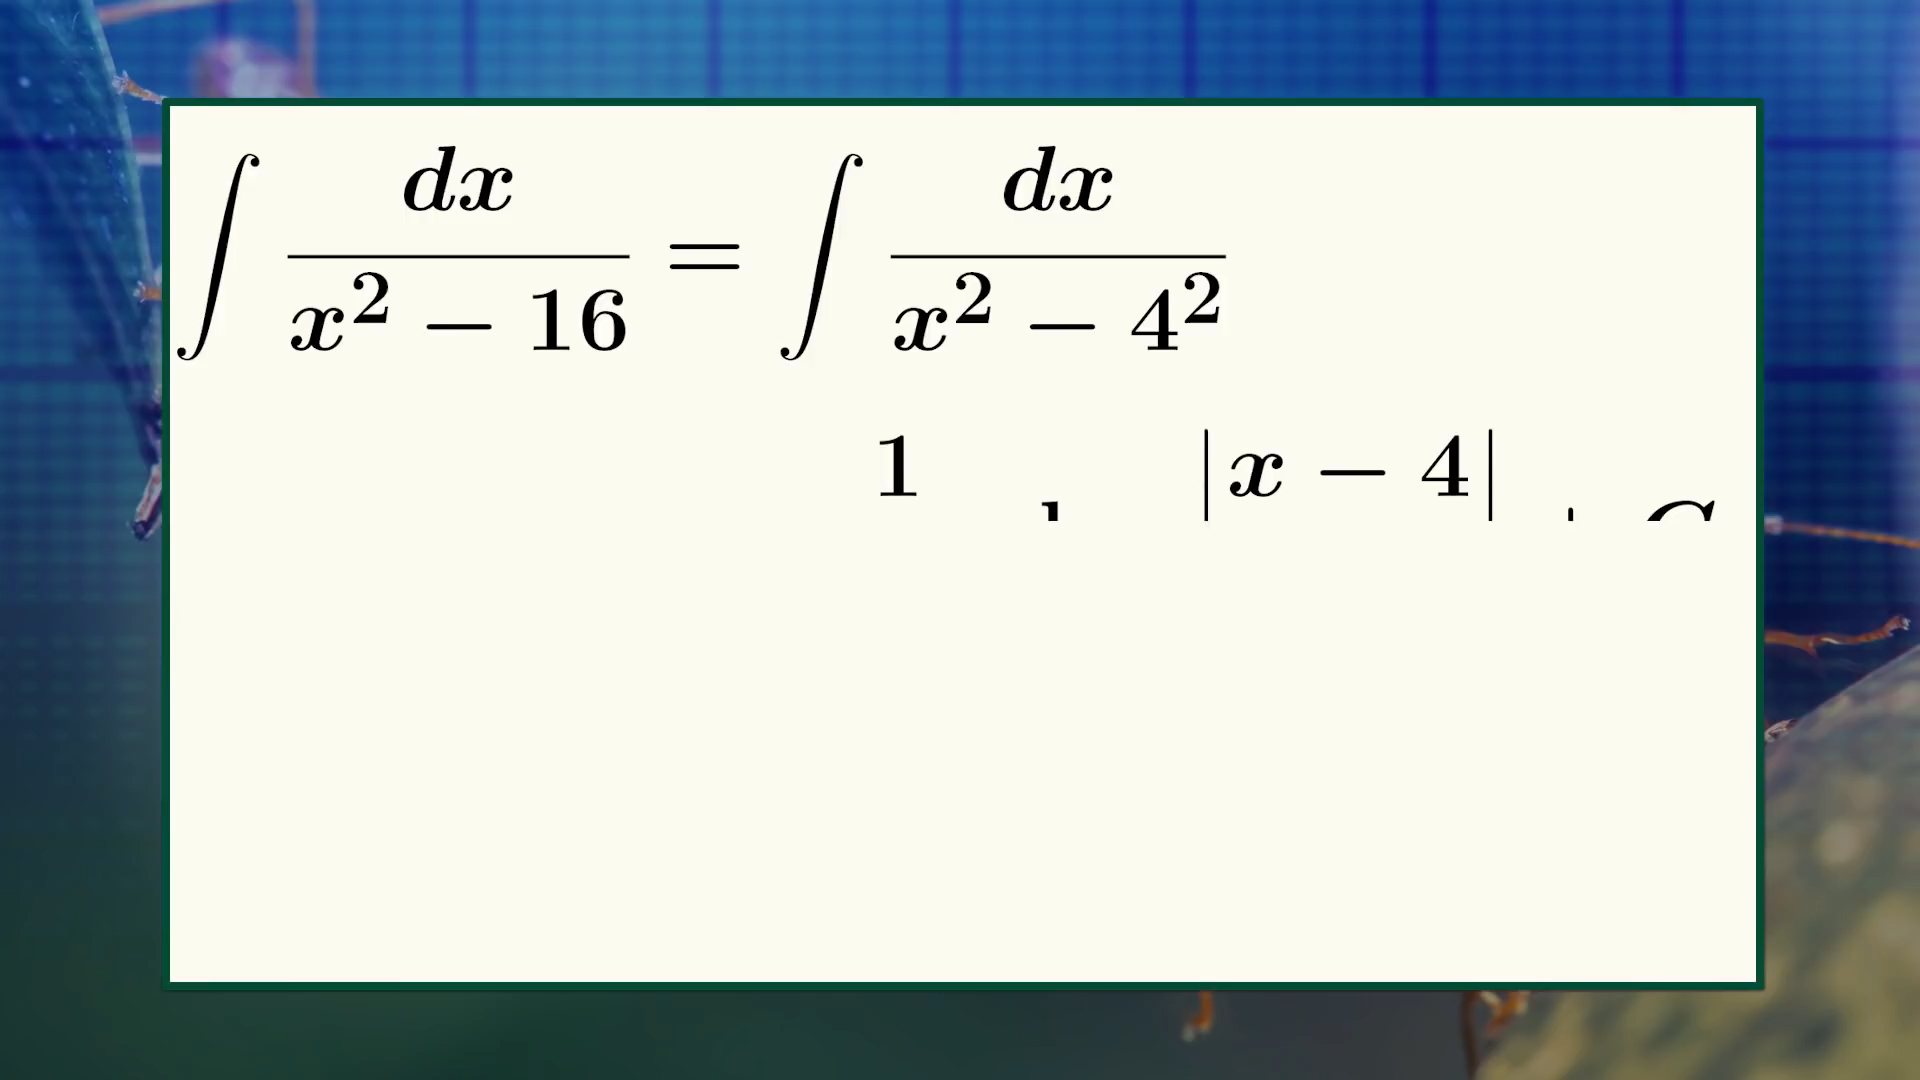 ∫ dx / (x² − 16) = ∫ dx / (x² − 4²)
1 |x − 4|